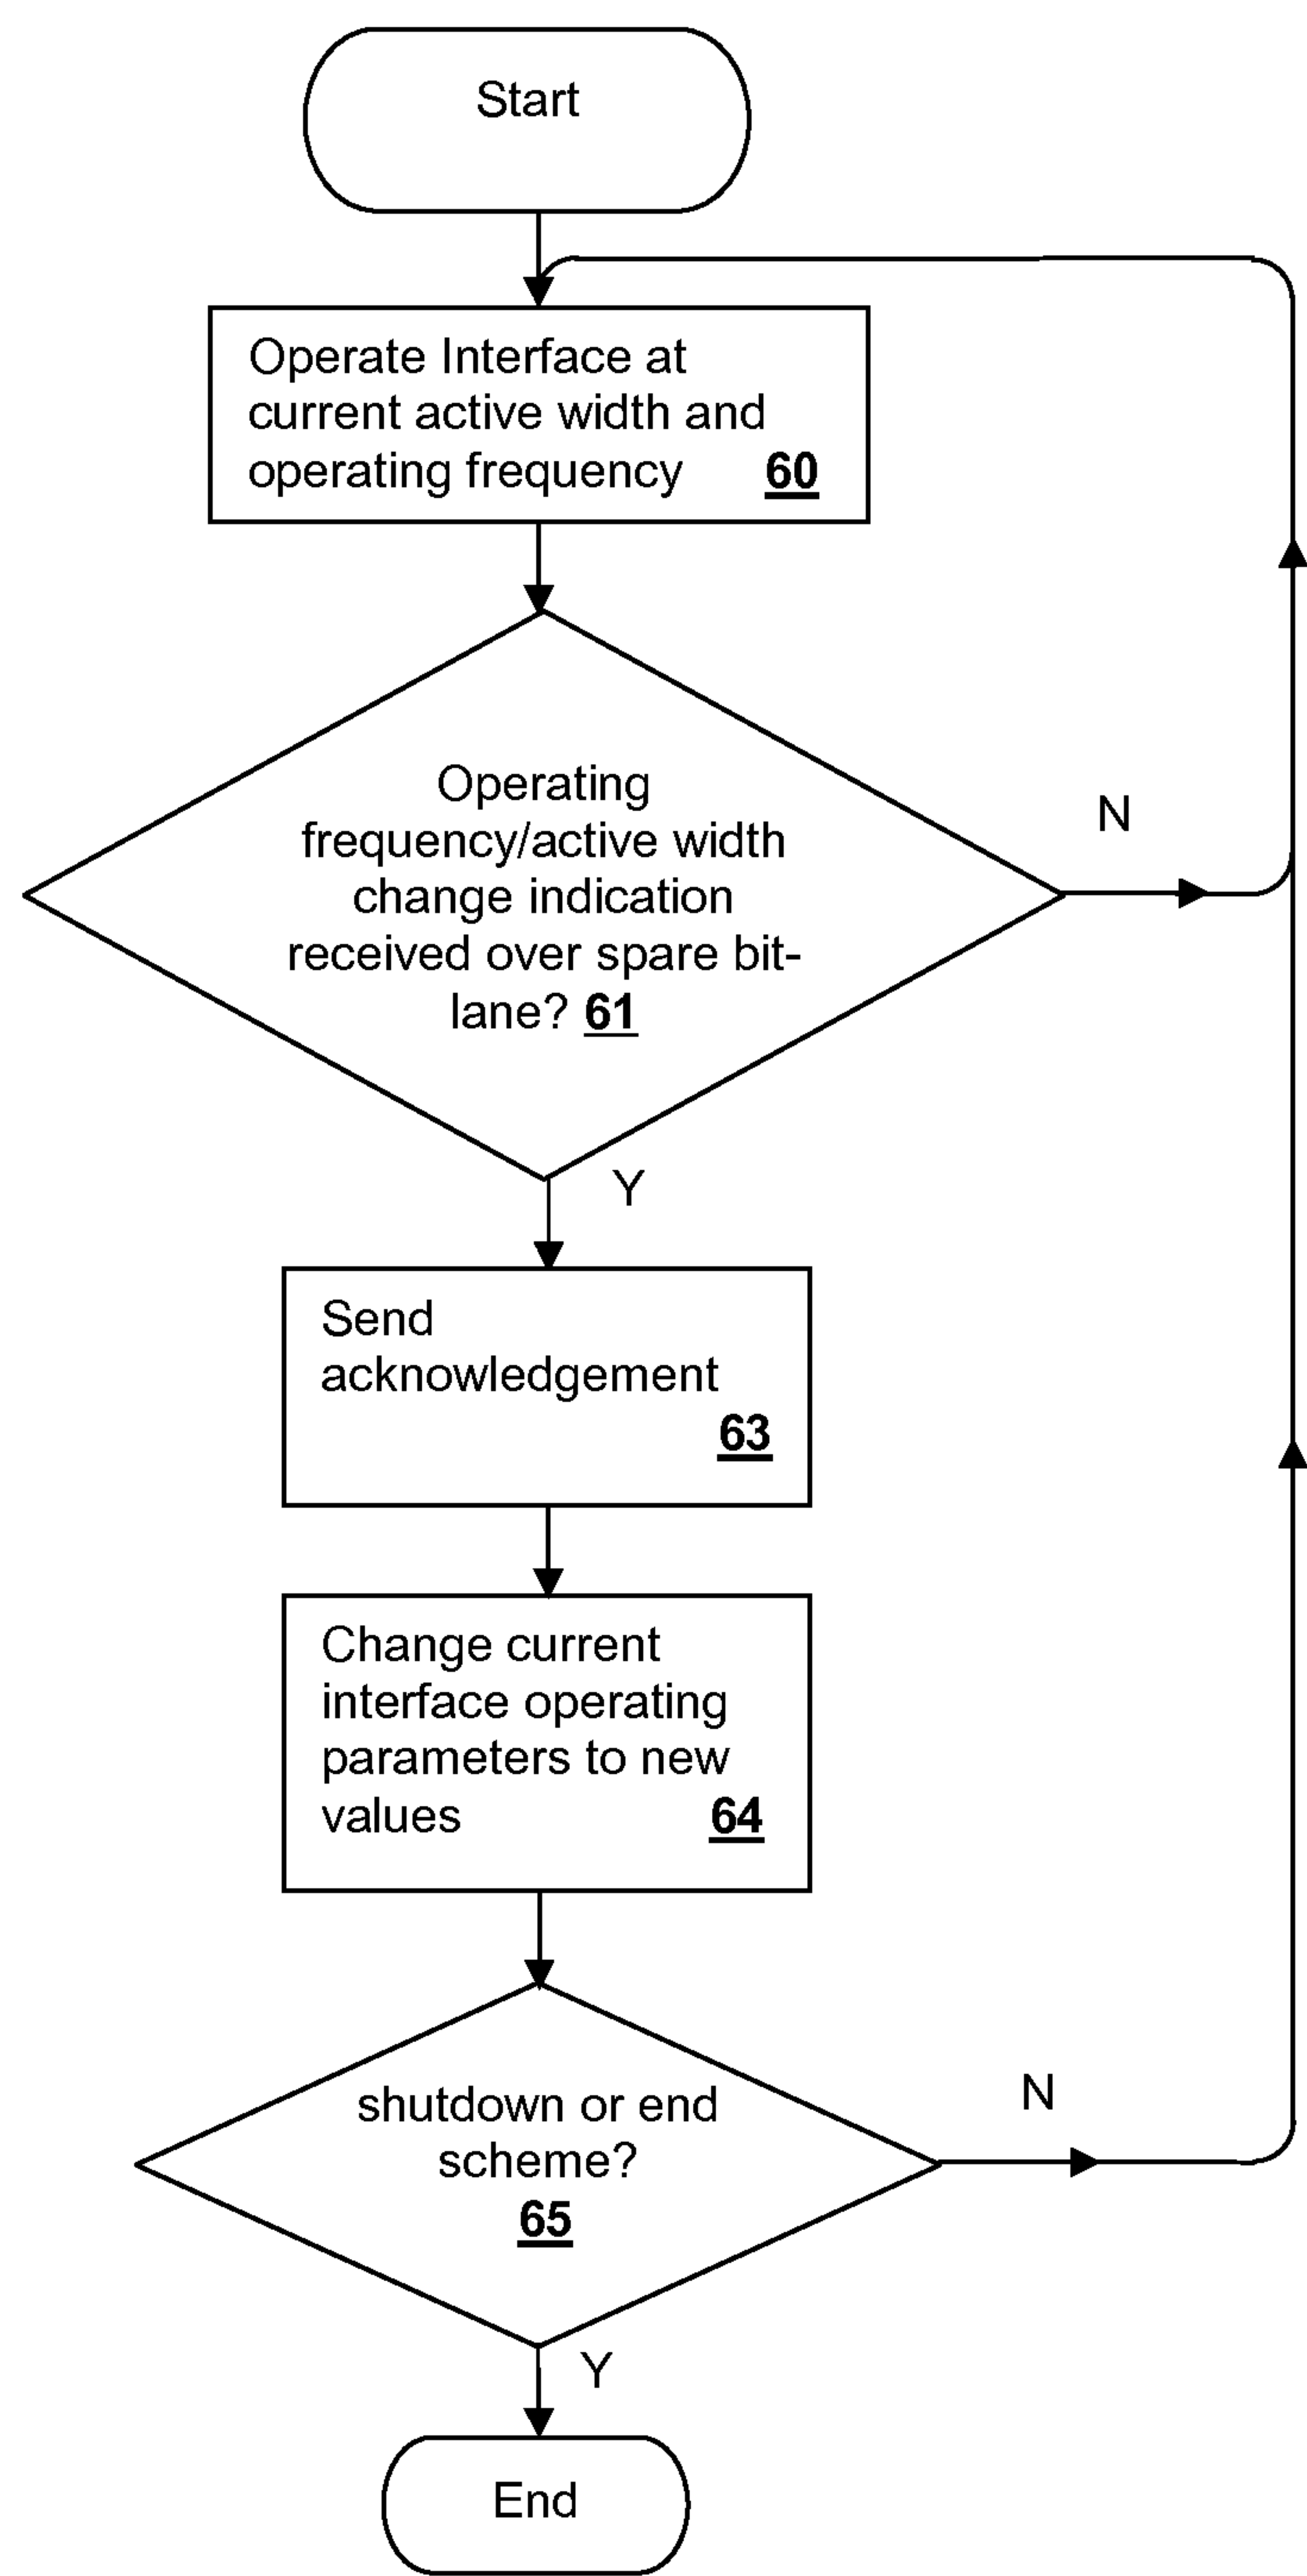 Start
Operate Interface at
current active width and
operating frequency 60
Operating
frequency/active width
change indication
received over spare bit-
lane? 61
N
Y
Send
acknowledgement
63
Change current
interface operating
parameters to new
values 64
shutdown or end
scheme?
65
N
Y
End